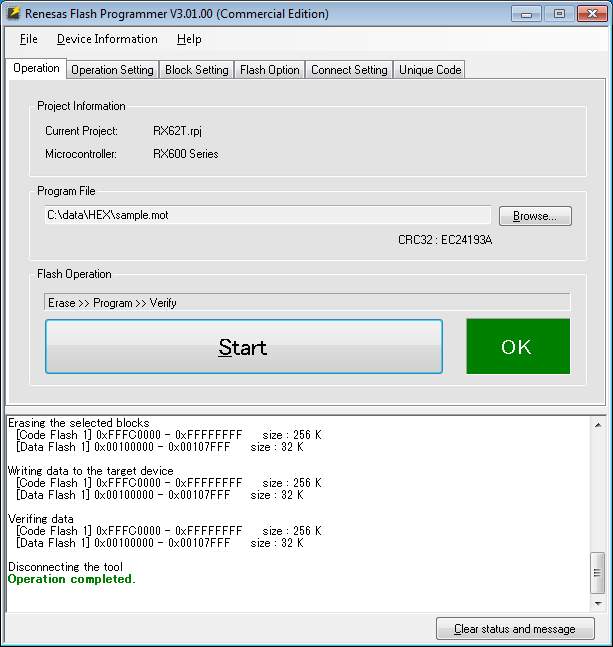 Renesas Flash Programmer V3.01.00 (Commercial Edition)
File Device Information Help
Operation Operation Setting Block Setting Flash Option Connect Setting Unique Code
Project Information
Current Project: RX62T.rpj
Microcontroller: RX600 Series
Program File
C:\data\HEX\sample.mot Browse...
CRC32 : EC24193A
Flash Operation
Erase >> Program >> Verify
Start OK
Erasing the selected blocks
[Code Flash 1] 0xFFFC0000 - 0xFFFFFFFF size : 256 K
[Data Flash 1] 0x00100000 - 0x00107FFF size : 32 K
Writing data to the target device
[Code Flash 1] 0xFFFC0000 - 0xFFFFFFFF size : 256 K
[Data Flash 1] 0x00100000 - 0x00107FFF size : 32 K
Verifing data
[Code Flash 1] 0xFFFC0000 - 0xFFFFFFFF size : 256 K
[Data Flash 1] 0x00100000 - 0x00107FFF size : 32 K
Disconnecting the tool
Operation completed.
Clear status and message